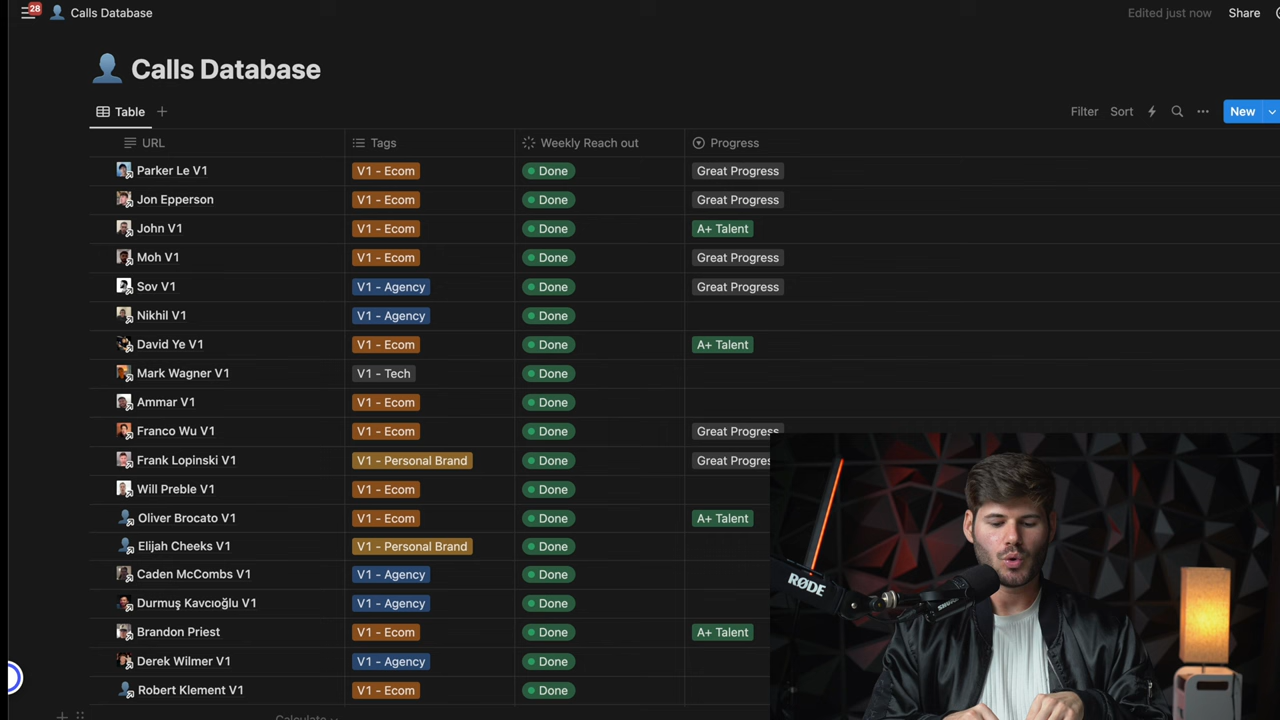 28 Calls Database Edited just now Share
Calls Database
Table Filter Sort New
URL Tags Weekly Reach out Progress
Parker Le V1 V1 - Ecom Done Great Progress
Jon Epperson V1 - Ecom Done Great Progress
John V1 V1 - Ecom Done A+ Talent
Moh V1 V1 - Ecom Done Great Progress
Sov V1 V1 - Agency Done Great Progress
Nikhil V1 V1 - Agency Done
David Ye V1 V1 - Ecom Done A+ Talent
Mark Wagner V1 V1 - Tech Done
Ammar V1 V1 - Ecom Done
Franco Wu V1 V1 - Ecom Done Great Progress
Frank Lopinski V1 V1 - Personal Brand Done Great Progres
Will Preble V1 V1 - Ecom Done
Oliver Brocato V1 V1 - Ecom Done A+ Talent
Elijah Cheeks V1 V1 - Personal Brand Done
Caden McCombs V1 V1 - Agency Done
RØDE
Durmuş Kavcıoğlu V1 V1 - Agency Done
SHURE
Brandon Priest V1 - Ecom Done A+ Talent
Derek Wilmer V1 V1 - Agency Done
Robert Klement V1 V1 - Ecom Done
Calculate